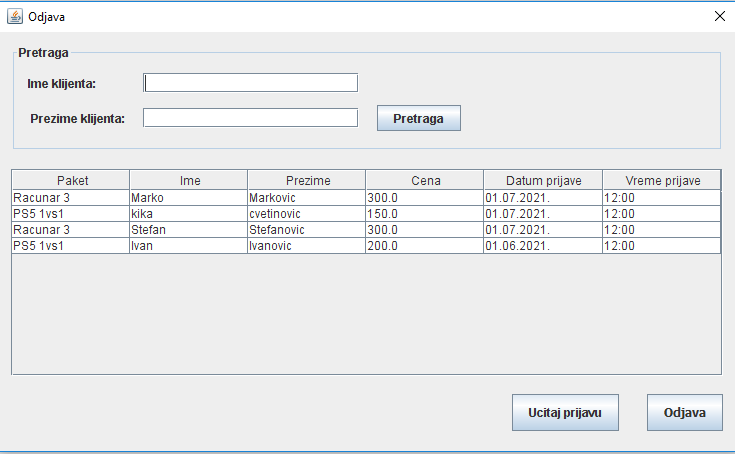 Odjava
Pretraga
Ime klijenta:
Prezime klijenta: Pretraga
Paket Ime Prezime Cena Datum prijave Vreme prijave
Racunar 3 Marko Markovic 300.0 01.07.2021. 12:00
PS5 1vs1 kika cvetinovic 150.0 01.07.2021. 12:00
Racunar 3 Stefan Stefanovic 300.0 01.07.2021. 12:00
PS5 1vs1 Ivan Ivanovic 200.0 01.06.2021. 12:00
Ucitaj prijavu Odjava